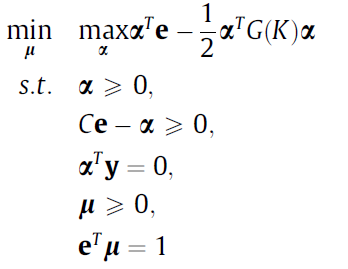 min max α^T e − 1/2 α^T G(K)α
μ α
s.t. α ⩾ 0,
Ce − α ⩾ 0,
α^T y = 0,
μ ⩾ 0,
e^T μ = 1